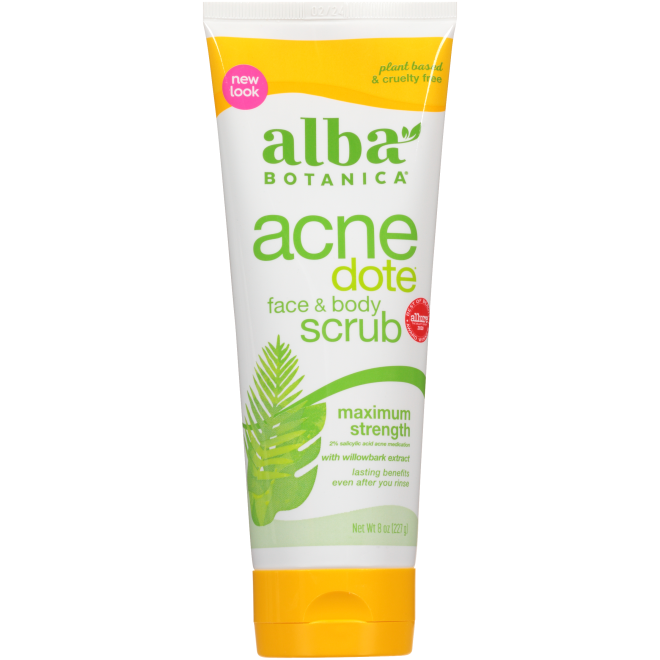 new
look
plant based
& cruelty free
alba
BOTANICA®
acne
dote
face & body
scrub
allure
maximum
strength
2% salicylic acid acne medication
with willowbark extract
lasting benefits
even after you rinse
Net Wt 8 oz (227 g)